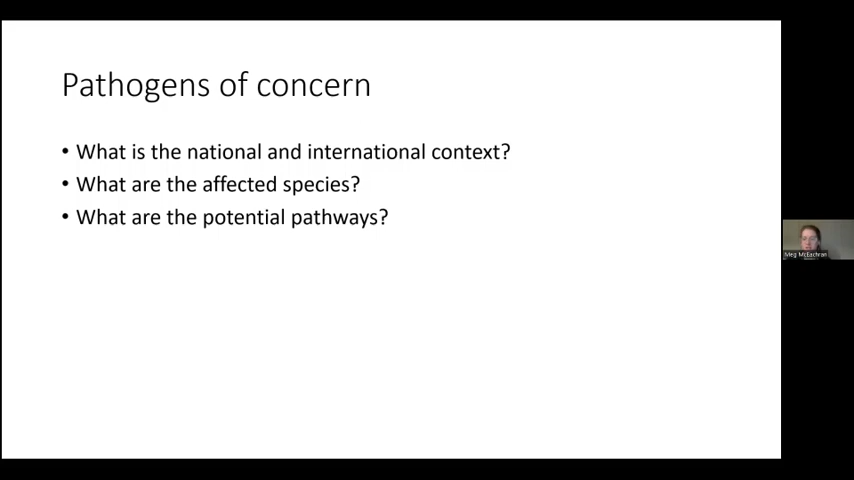 Pathogens of concern
• What is the national and international context?
• What are the affected species?
• What are the potential pathways?
Meg McEachran